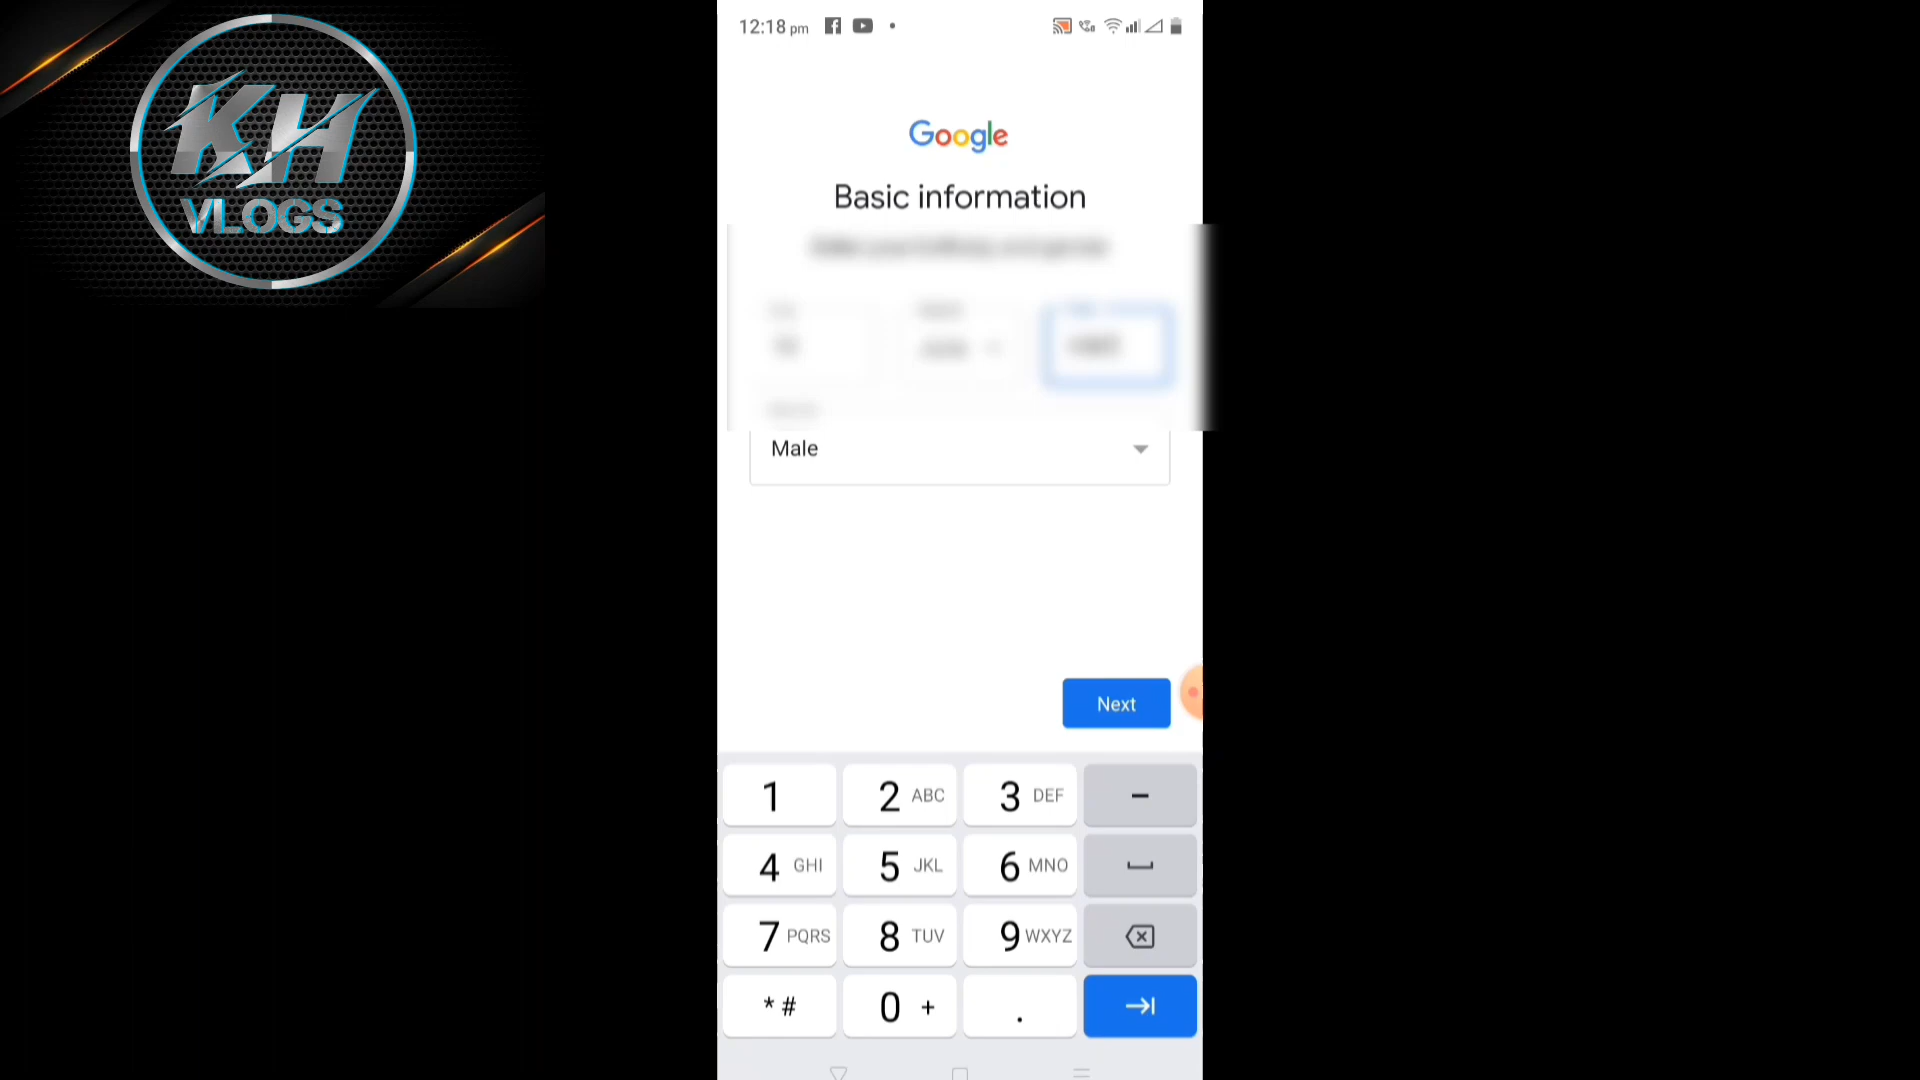 KH
VLOGS
12:18 pm
Google
Basic information
Male
Next
1
2 ABC
3 DEF
-
4 GHI
5 JKL
6 MNO
7 PQRS
8 TUV
9 WXYZ
* #
0 +
.